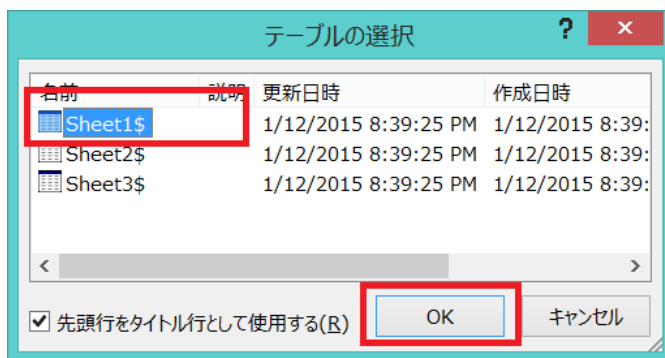 テーブルの選択 ? ×
名前 説明 更新日時 作成日時
Sheet1$ 1/12/2015 8:39:25 PM 1/12/2015 8:39:
Sheet2$ 1/12/2015 8:39:25 PM 1/12/2015 8:39:
Sheet3$ 1/12/2015 8:39:25 PM 1/12/2015 8:39:
先頭行をタイトル行として使用する(R) OK キャンセル